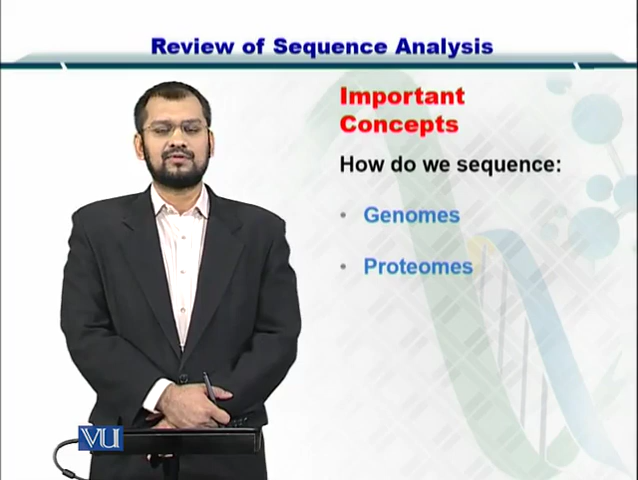 Review of Sequence Analysis
Important
Concepts
How do we sequence:
• Genomes
• Proteomes
VU